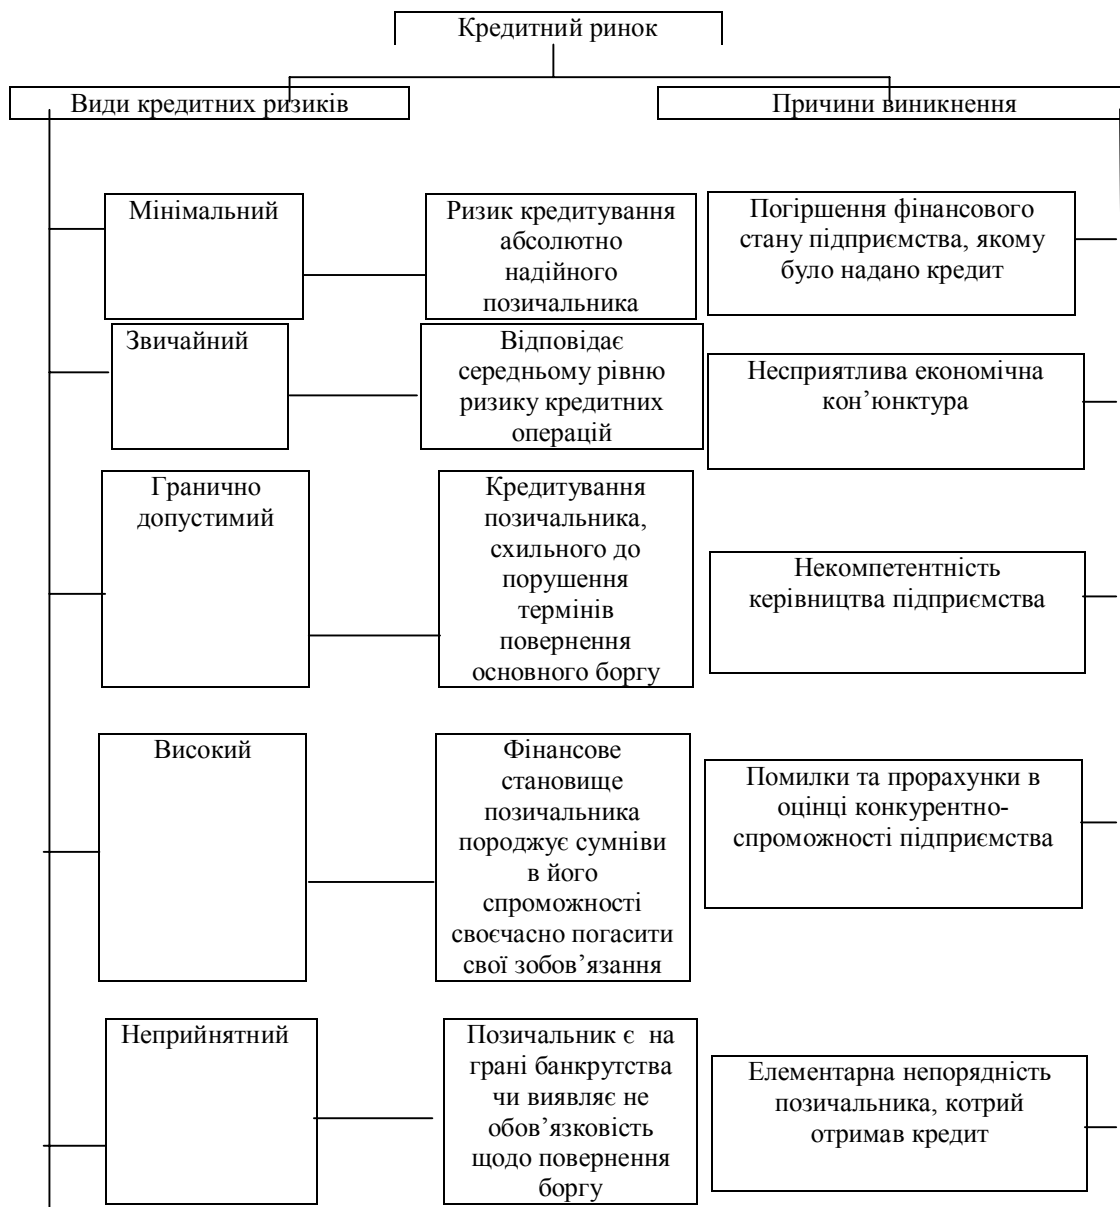 Кредитний ринок
Види кредитних ризиків
Причини виникнення
Мінімальний
Ризик кредитування
абсолютно
надійного
позичальника
Погіршення фінансового
стану підприємства, якому
було надано кредит
Звичайний
Відповідає
середньому рівню
ризику кредитних
операцій
Несприятлива економічна
кон’юнктура
Гранично
допустимий
Кредитування
позичальника,
схильного до
порушення
термінів
повернення
основного боргу
Некомпетентність
керівництва підприємства
Високий
Фінансове
становище
позичальника
породжує сумніви
в його
спроможності
своєчасно погасити
свої зобов’язання
Помилки та прорахунки в
оцінці конкурентно-
спроможності підприємства
Неприйнятний
Позичальник є  на
грані банкрутства
чи виявляє не
обов’язковість
щодо повернення
боргу
Елементарна непорядність
позичальника, котрий
отримав кредит